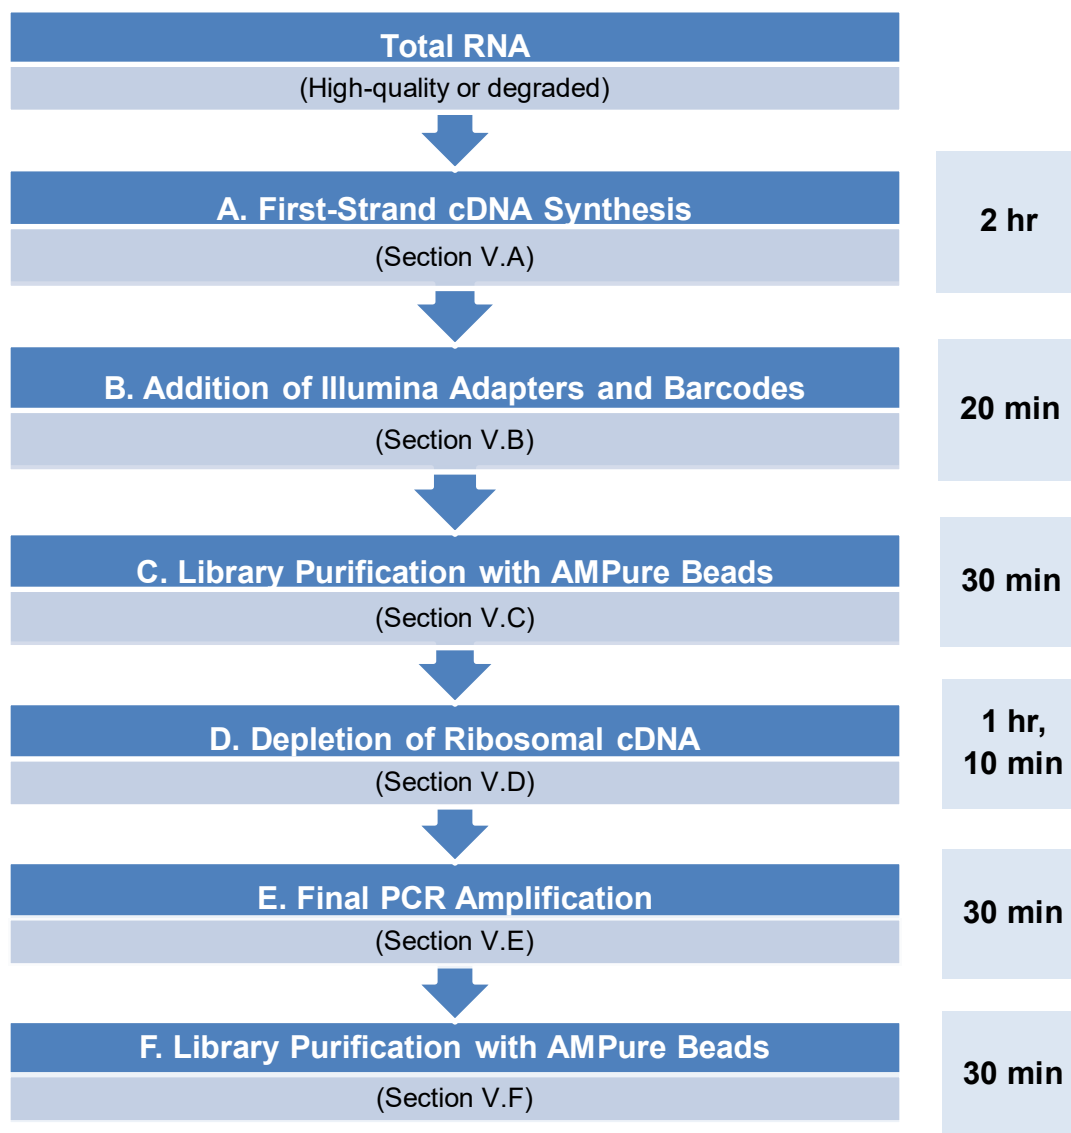 Total RNA
(High-quality or degraded)
A. First-Strand cDNA Synthesis
(Section V.A)
2 hr
B. Addition of Illumina Adapters and Barcodes
(Section V.B)
20 min
C. Library Purification with AMPure Beads
(Section V.C)
30 min
D. Depletion of Ribosomal cDNA
(Section V.D)
1 hr,
10 min
E. Final PCR Amplification
(Section V.E)
30 min
F. Library Purification with AMPure Beads
(Section V.F)
30 min